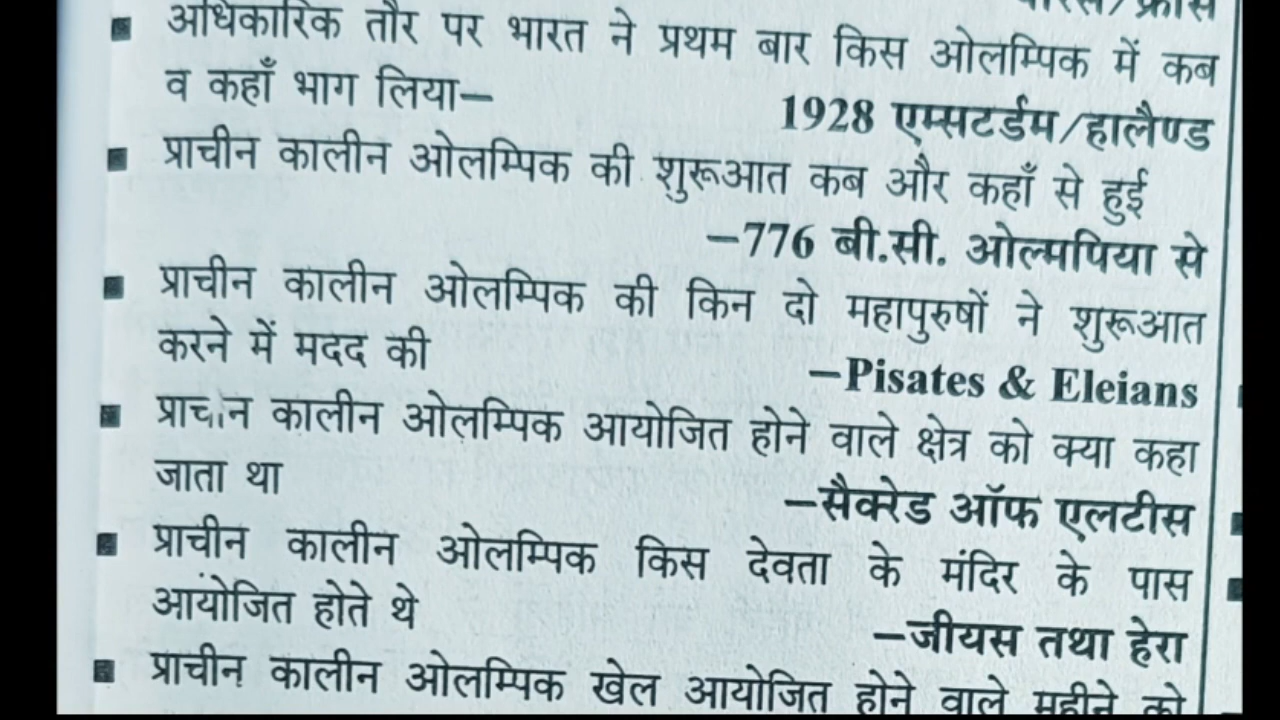 पेरिस/फ्रांस
▪ अधिकारिक तौर पर भारत ने प्रथम बार किस ओलम्पिक में कब
व कहाँ भाग लिया– 1928 एम्सटर्डम/हालैण्ड
▪ प्राचीन कालीन ओलम्पिक की शुरूआत कब और कहाँ से हुई
–776 बी.सी. ओल्मपिया से
▪ प्राचीन कालीन ओलम्पिक की किन दो महापुरुषों ने शुरूआत
करने में मदद की –Pisates & Eleians
▪ प्राचीन कालीन ओलम्पिक आयोजित होने वाले क्षेत्र को क्या कहा
जाता था –सैक्रेड ऑफ एलटीस
▪ प्राचीन कालीन ओलम्पिक किस देवता के मंदिर के पास
आयोजित होते थे –जीयस तथा हेरा
▪ प्राचीन कालीन ओलम्पिक खेल आयोजित होने वाले महीने को